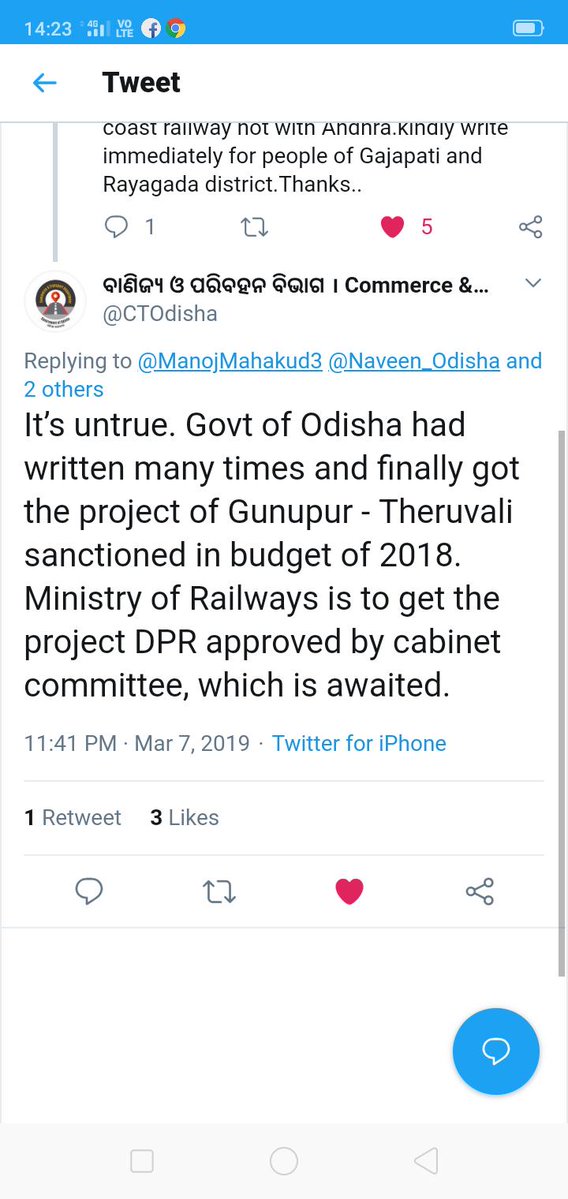 14:23 4G VO LTE
Tweet
coast railway not with Andhra.kindly write
immediately for people of Gajapati and
Rayagada district.Thanks..
1 5
ବାଣିଜ୍ୟ ଓ ପରିବହନ ବିଭାଗ । Commerce &...
@CTOdisha
Replying to @ManojMahakud3 @Naveen_Odisha and
2 others
It’s untrue. Govt of Odisha had
written many times and finally got
the project of Gunupur - Theruvali
sanctioned in budget of 2018.
Ministry of Railways is to get the
project DPR approved by cabinet
committee, which is awaited.
11:41 PM · Mar 7, 2019 · Twitter for iPhone
1 Retweet 3 Likes